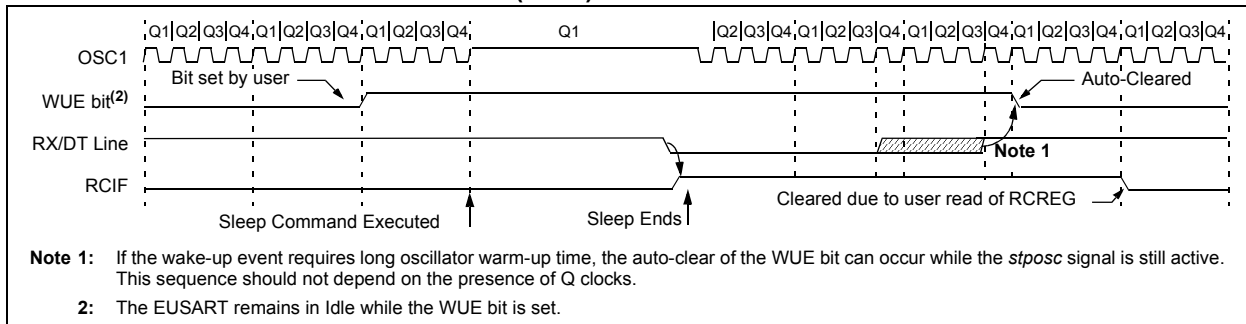 Q1 Q2 Q3 Q4 Q1 Q2 Q3 Q4 Q1 Q2 Q3 Q4 Q1 Q2 Q3 Q4 Q1 Q2 Q3 Q4 Q1 Q2 Q3 Q4 Q1 Q2 Q3 Q4 Q1 Q2 Q3 Q4
OSC1
Bit set by user
Auto-Cleared
WUE bit(2)
RX/DT Line
Note 1
RCIF
Cleared due to user read of RCREG
Sleep Command Executed
Sleep Ends
Note 1: If the wake-up event requires long oscillator warm-up time, the auto-clear of the WUE bit can occur while the stposc signal is still active.
This sequence should not depend on the presence of Q clocks.
2: The EUSART remains in Idle while the WUE bit is set.